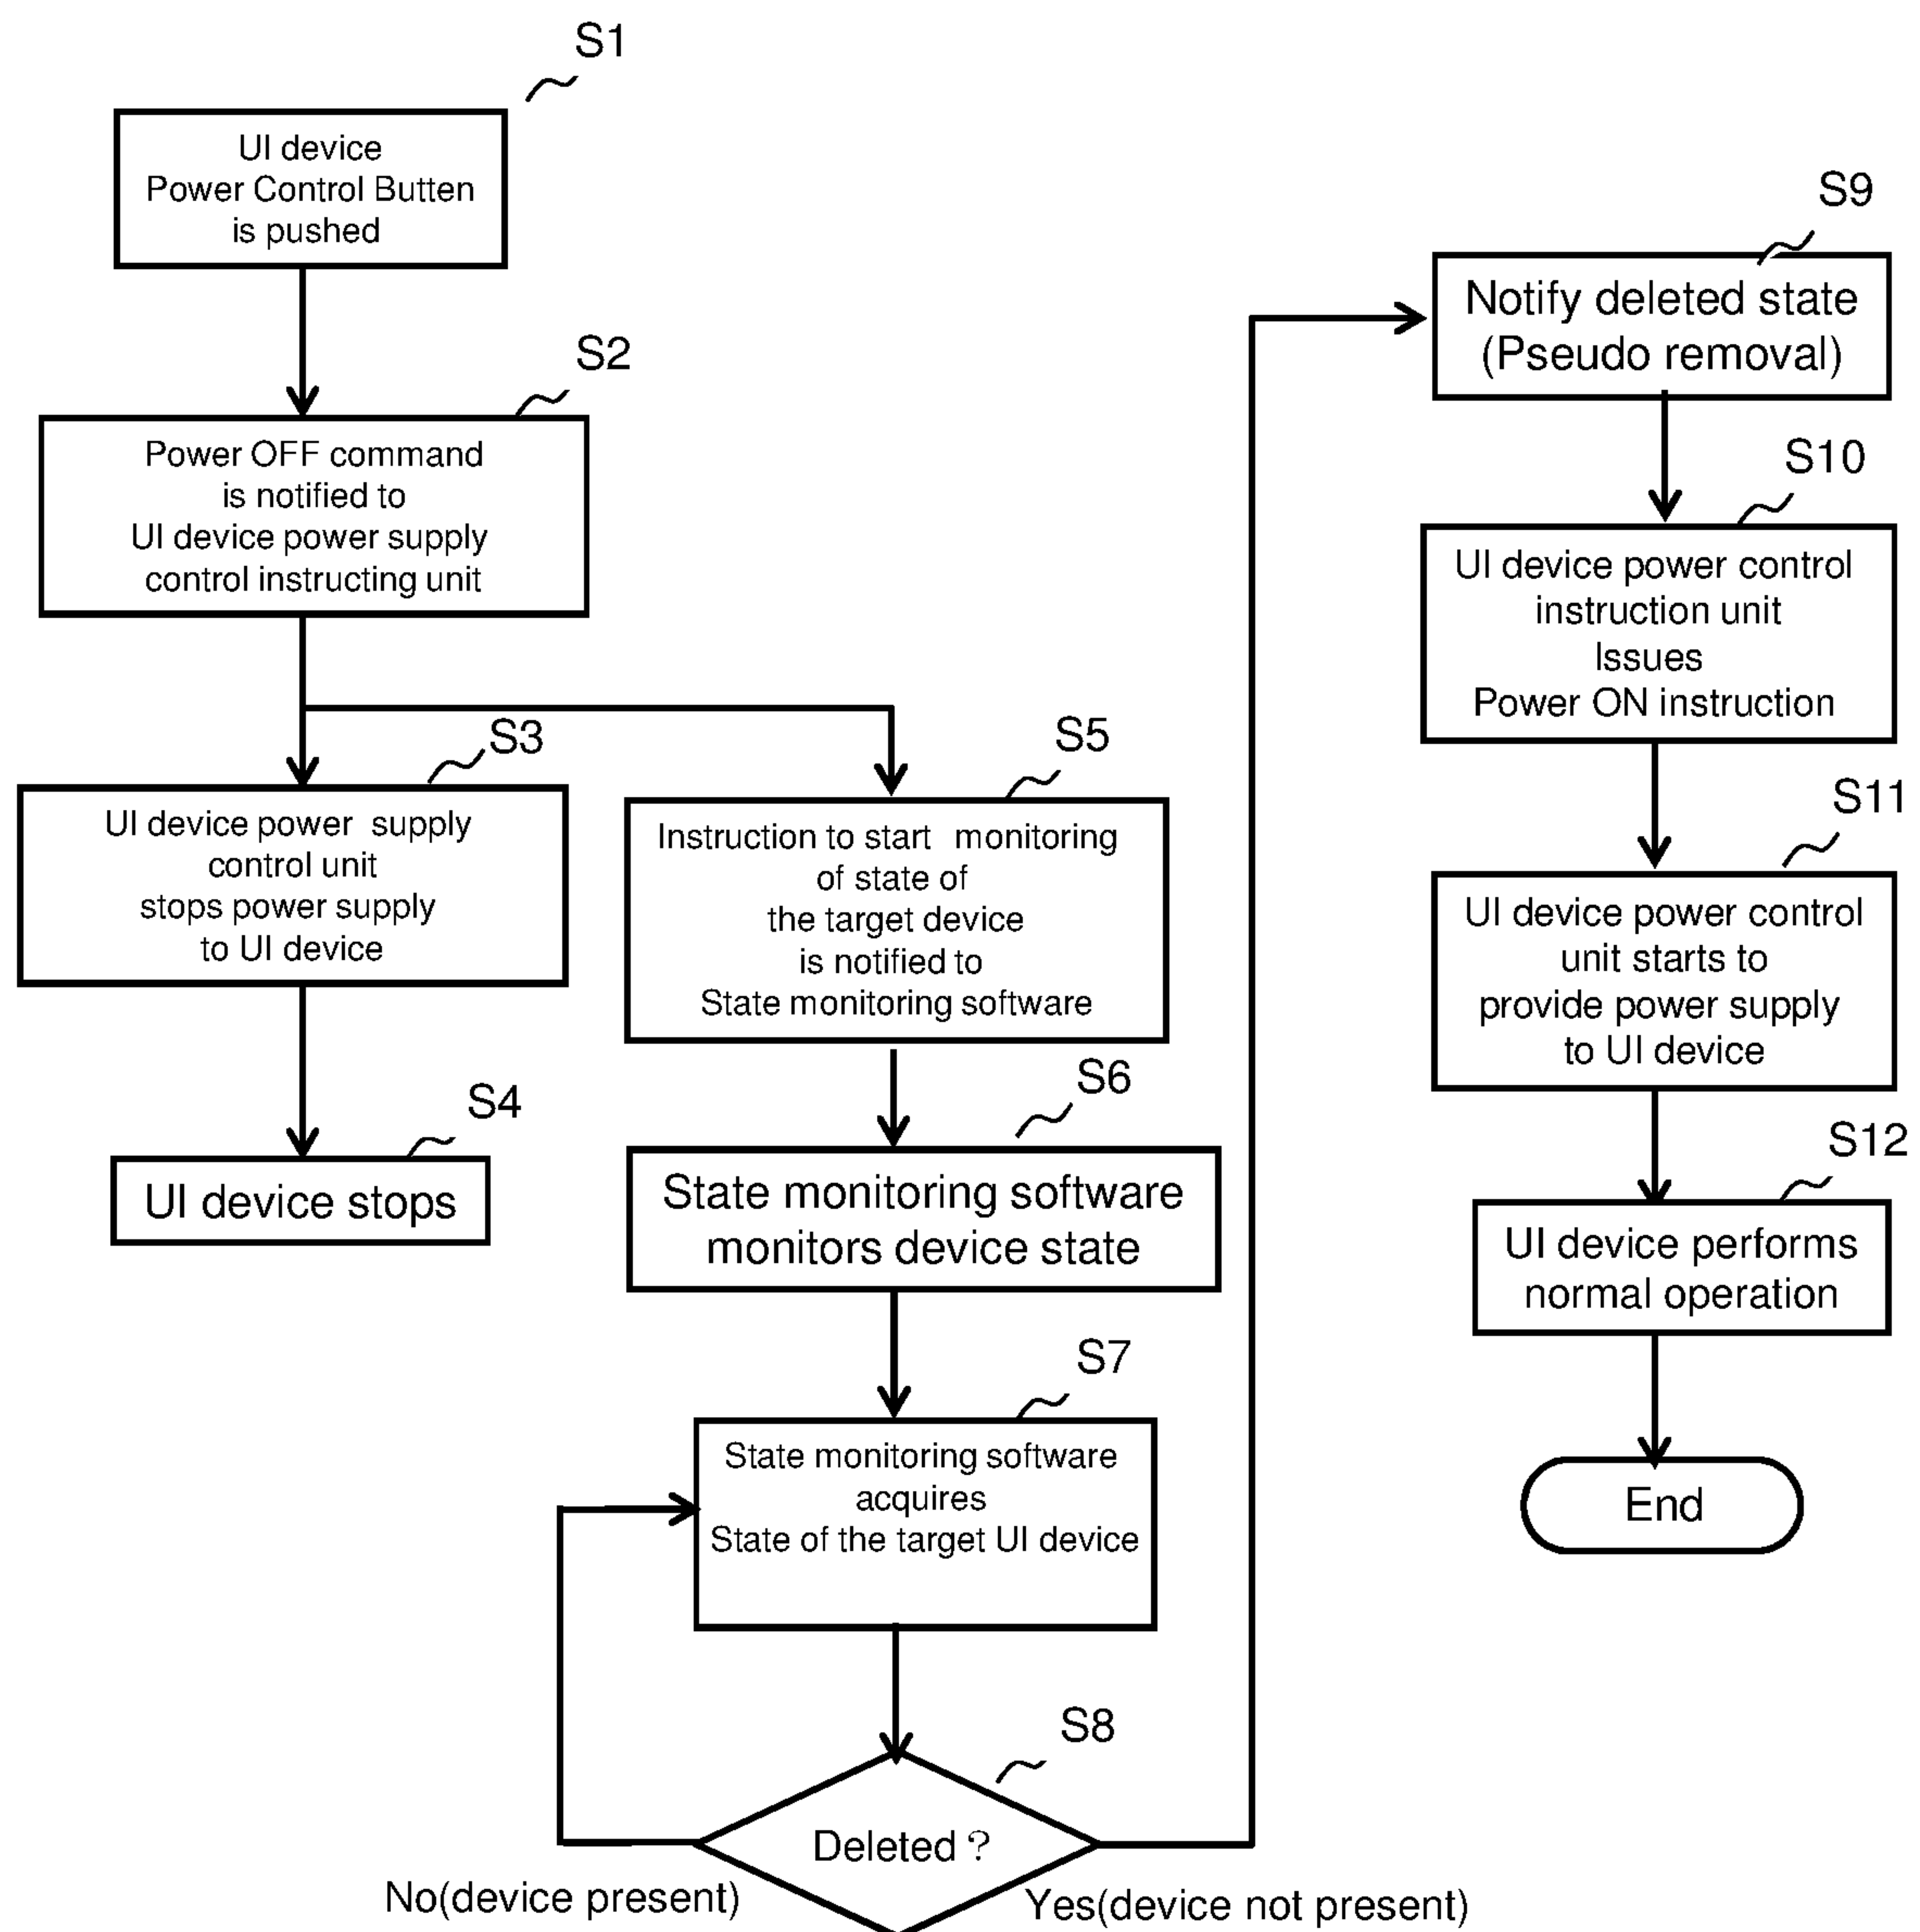 S1
UI device
Power Control Butten
is pushed
S2
Power OFF command
is notified to
UI device power supply
control instructing unit
S3
UI device power supply
control unit
stops power supply
to UI device
S4
UI device stops
S5
Instruction to start monitoring
of state of
the target device
is notified to
State monitoring software
S6
State monitoring software
monitors device state
S7
State monitoring software
acquires
State of the target UI device
S8
Deleted ?
No(device present)
Yes(device not present)
S9
Notify deleted state
(Pseudo removal)
S10
UI device power control
instruction unit
Issues
Power ON instruction
S11
UI device power control
unit starts to
provide power supply
to UI device
S12
UI device performs
normal operation
End